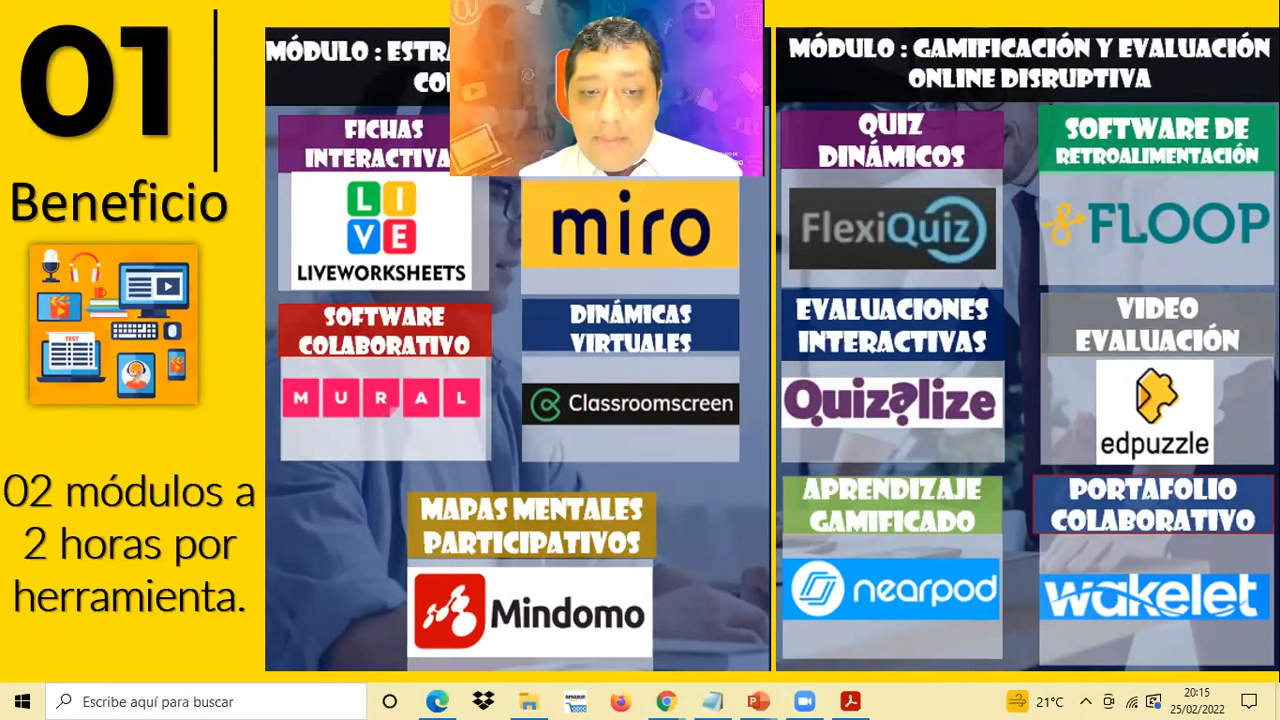 01
Beneficio
02 módulos a
2 horas por
herramienta.
MÓDULO :
FICHAS
LIVE
LIVEWORKSHEETS
miro
SOFTWARE
COLABORATIVO
MURAL
DINÁMICAS
VIRTUALES
Classroomscreen
MAPAS MENTALES
PARTICIPATIVOS
Mindomo
MÓDULO : GAMIFICACIÓN Y EVALUACIÓN
ONLINE DISRUPTIVA
QUIZ
DINÁMICOS
FlexiQuiz
SOFTWARE DE
RETROALIMENTACIÓN
FLOOP
EVALUACIONES
INTERACTIVAS
Quizalize
VIDEO
EVALUACIÓN
edpuzzle
APRENDIZAJE
GAMIFICADO
nearpod
PORTAFOLIO
COLABORATIVO
wakelet
Escribe aquí para buscar
21°C
20:15
25/02/2022